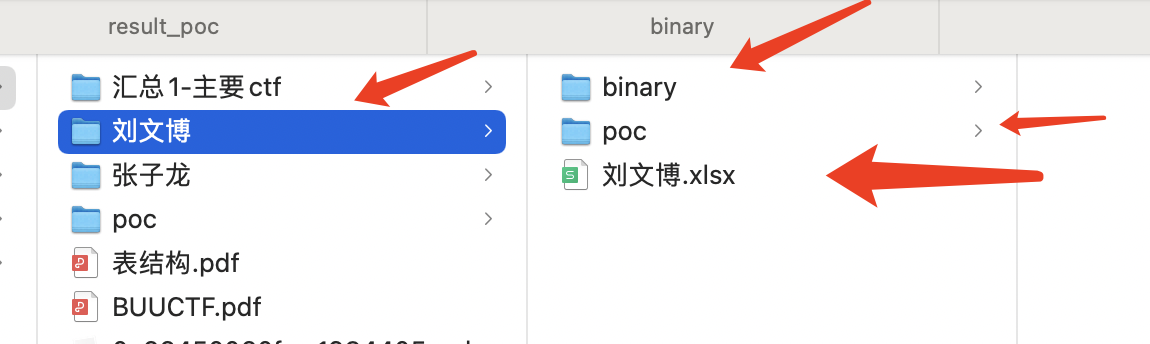 result_poc
binary
汇总1-主要ctf
刘文博
张子龙
poc
表结构.pdf
BUUCTF.pdf
binary
poc
刘文博.xlsx